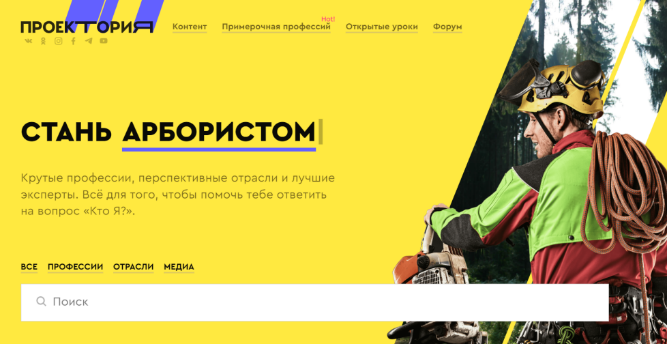 ПРОЕКТОРИЯ
Контент
Примерочная профессий
Hot!
Открытые уроки
Форум
СТАНЬ АРБОРИСТОМ
Крутые профессии, перспективные отрасли и лучшие
эксперты. Всё для того, чтобы помочь тебе ответить
на вопрос «Кто Я?».
ВСЕ ПРОФЕССИИ ОТРАСЛИ МЕДИА
Поиск